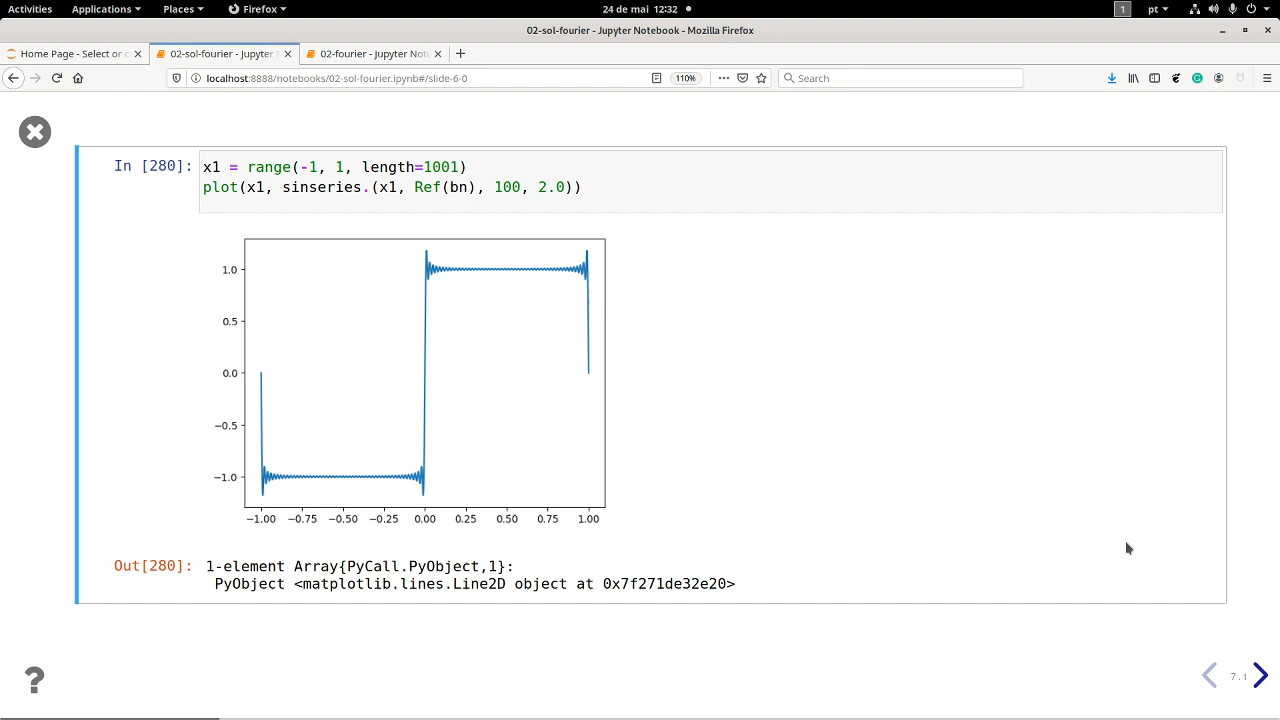 Activities Applications Places Firefox 24 de mai 12:32 1 pt
02-sol-fourier - Jupyter Notebook - Mozilla Firefox
Home Page - Select or c 02-sol-fourier - Jupyter 02-fourier - Jupyter Note
localhost:8888/notebooks/02-sol-fourier.ipynb#/slide-6-0 110% Search
In [280]: x1 = range(-1, 1, length=1001)
plot(x1, sinseries.(x1, Ref(bn), 100, 2.0))
1.0
0.5
0.0
−0.5
−1.0
−1.00 −0.75 −0.50 −0.25 0.00 0.25 0.50 0.75 1.00
Out[280]: 1-element Array{PyCall.PyObject,1}:
PyObject <matplotlib.lines.Line2D object at 0x7f271de32e20>
? 7.1